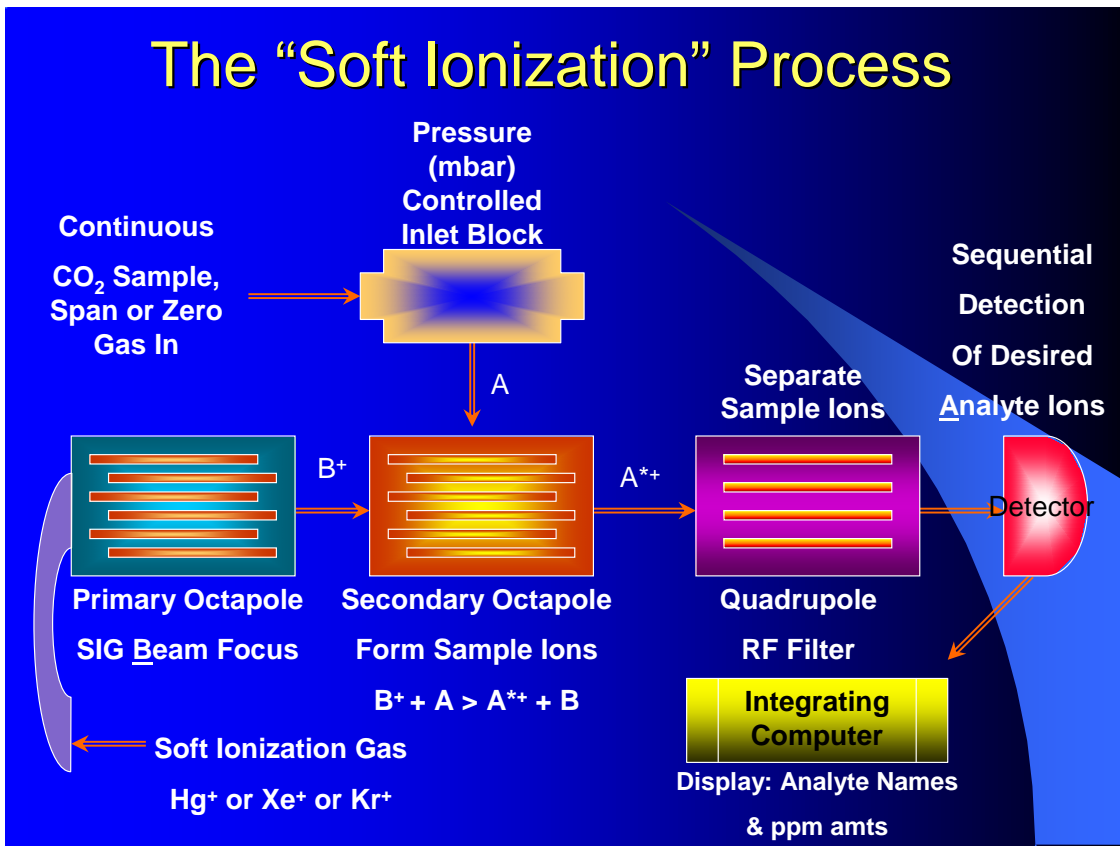 The “Soft Ionization” Process
Pressure
(mbar)
Controlled
Inlet Block
Continuous
CO₂ Sample,
Span or Zero
Gas In
Sequential
Detection
Of Desired
Analyte Ions
A
Separate
Sample Ions
B⁺
A*⁺
Detector
Primary Octapole
SIG Beam Focus
Secondary Octapole
Form Sample Ions
B⁺ + A > A*⁺ + B
Quadrupole
RF Filter
Integrating
Computer
Soft Ionization Gas
Hg⁺ or Xe⁺ or Kr⁺
Display: Analyte Names
& ppm amts